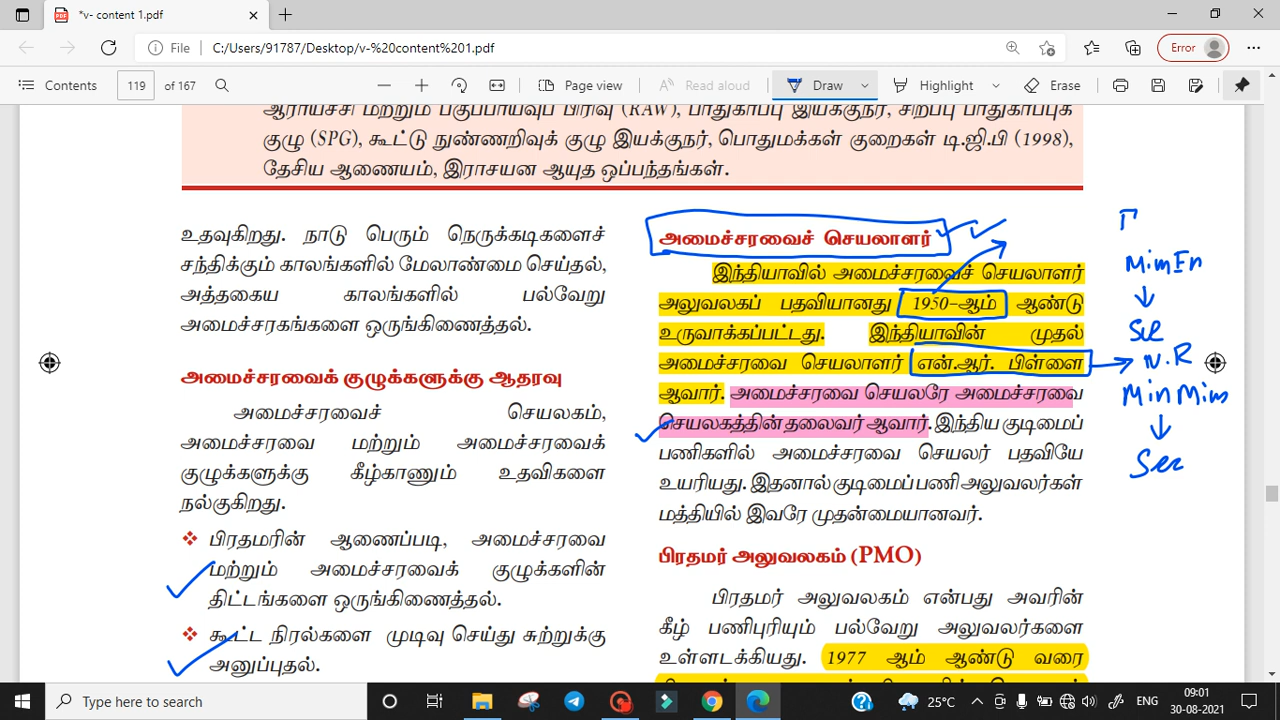 *v- content 1.pdf
File
C:/Users/91787/Desktop/v-%20content%201.pdf
Error
Contents
119
of 167
Page view
Read aloud
Draw
Highlight
Erase
ஆராய்ச்சி மற்றும் பகுப்பாய்வுப் பிரிவு (RAW), பாதுகாப்பு இயக்குநர், சிறப்பு பாதுகாப்புக்
குழு (SPG), கூட்டு நுண்ணறிவுக் குழு இயக்குநர், பொதுமக்கள் குறைகள் டி.ஜி.பி (1998),
தேசிய ஆணையம், இராசயன ஆயுத ஒப்பந்தங்கள்.
உதவுகிறது. நாடு பெரும் நெருக்கடிகளைச்
சந்திக்கும் காலங்களில் மேலாண்மை செய்தல்,
அத்தகைய காலங்களில் பல்வேறு
அமைச்சரகங்களை ஒருங்கிணைத்தல்.
அமைச்சரவைக் குழுக்களுக்கு ஆதரவு
அமைச்சரவைச் செயலகம்,
அமைச்சரவை மற்றும் அமைச்சரவைக்
குழுக்களுக்கு கீழ்காணும் உதவிகளை
நல்குகிறது.
❖ பிரதமரின் ஆணைப்படி, அமைச்சரவை
மற்றும் அமைச்சரவைக் குழுக்களின்
திட்டங்களை ஒருங்கிணைத்தல்.
❖ கூட்ட நிரல்களை முடிவு செய்து சுற்றுக்கு
அனுப்புதல்.
அமைச்சரவைச் செயலாளர்
இந்தியாவில் அமைச்சரவைச் செயலாளர்
அலுவலகப் பதவியானது 1950-ஆம் ஆண்டு
உருவாக்கப்பட்டது. இந்தியாவின் முதல்
அமைச்சரவை செயலாளர் என்.ஆர். பிள்ளை
ஆவார். அமைச்சரவை செயலரே அமைச்சரவை
செயலகத்தின் தலைவர் ஆவார். இந்திய குடிமைப்
பணிகளில் அமைச்சரவை செயலர் பதவியே
உயரியது. இதனால் குடிமைப் பணி அலுவலர்கள்
மத்தியில் இவரே முதன்மையானவர்.
பிரதமர் அலுவலகம் (PMO)
பிரதமர் அலுவலகம் என்பது அவரின்
கீழ் பணிபுரியும் பல்வேறு அலுவலர்களை
உள்ளடக்கியது. 1977 ஆம் ஆண்டு வரை
N.R
Sec
Type here to search
25°C
ENG
09:01
30-08-2021